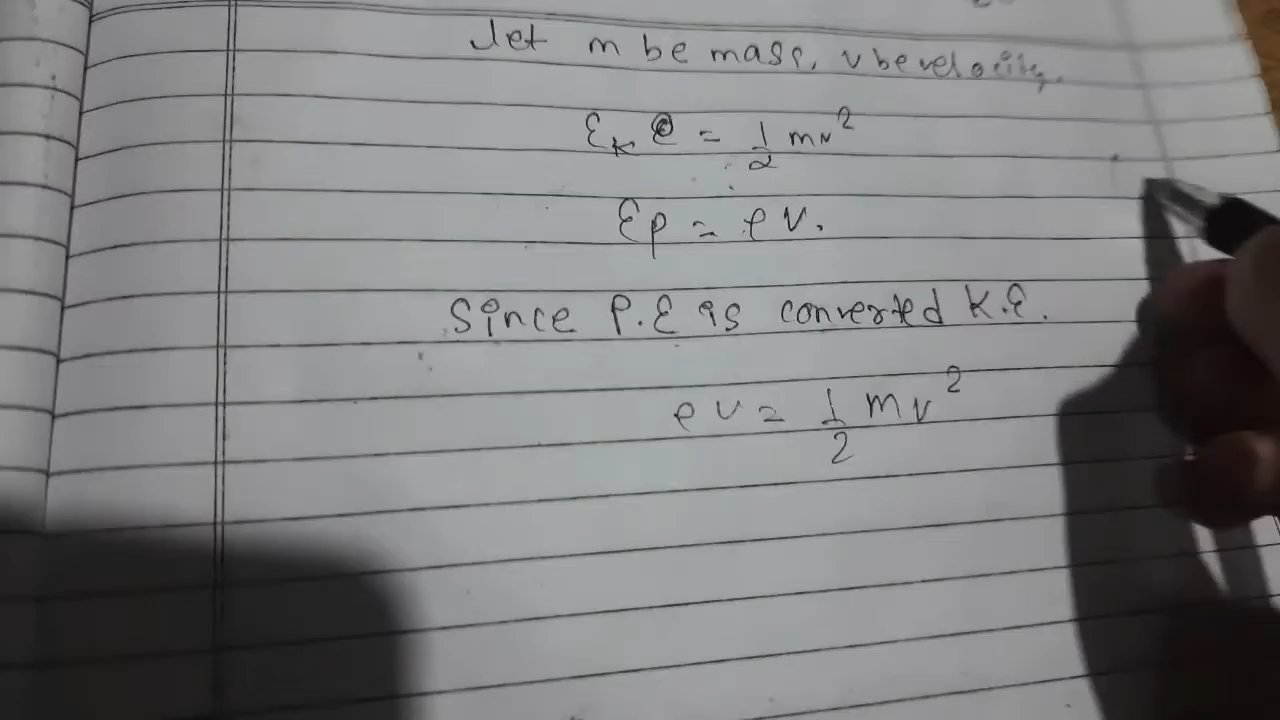 let m be mass, v be velocity.
Ek = 1/2 mv²
Ep = eV.
Since P.E is converted K.E.
eV = 1/2 mv²